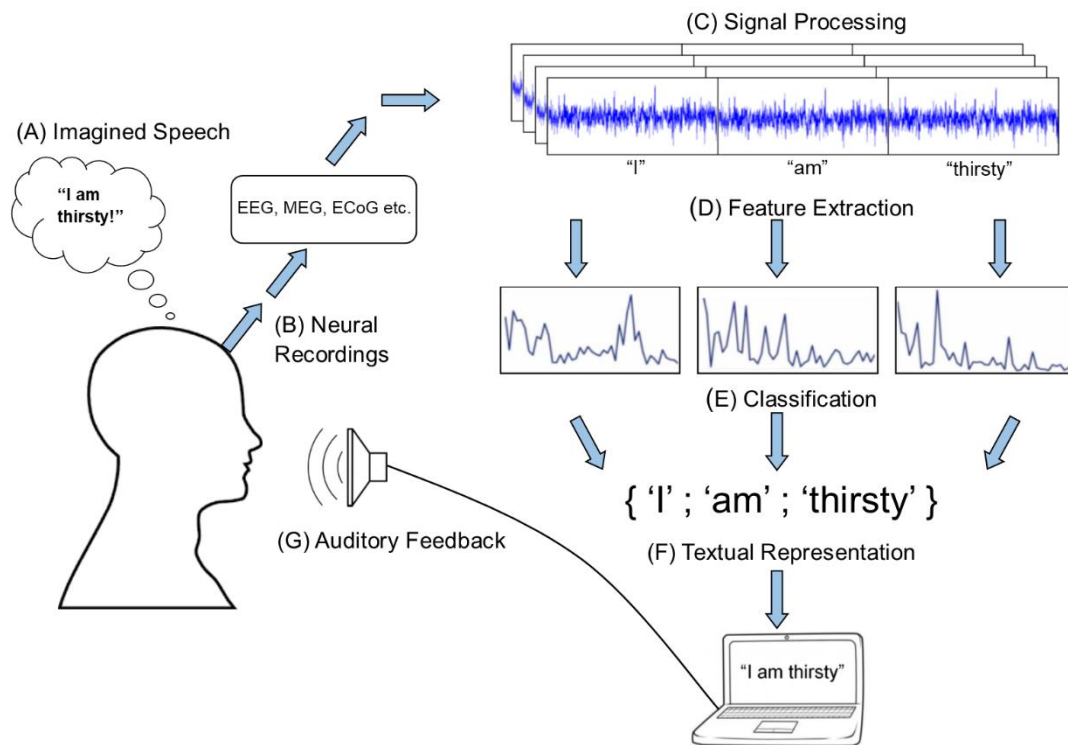 (A) Imagined Speech
“I am
thirsty!”
EEG, MEG, ECoG etc.
(B) Neural
Recordings
(C) Signal Processing
“I”
“am”
“thirsty”
(D) Feature Extraction
(E) Classification
{ ‘I’ ; ‘am’ ; ‘thirsty’ }
(F) Textual Representation
“I am thirsty”
(G) Auditory Feedback